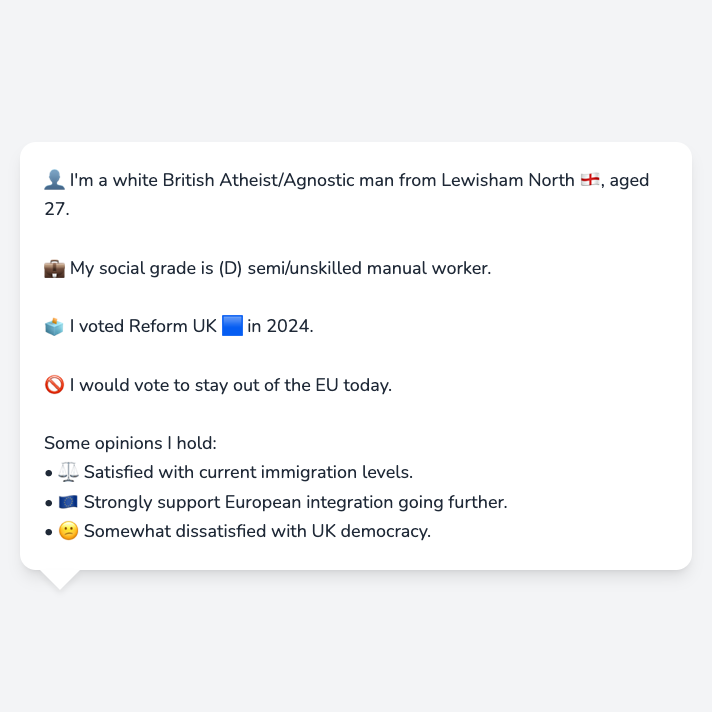 👤 I'm a white British Atheist/Agnostic man from Lewisham North 🏴󠁧󠁢󠁥󠁮󠁧󠁿, aged
27.
💼 My social grade is (D) semi/unskilled manual worker.
🗳️ I voted Reform UK 🟦 in 2024.
🚫 I would vote to stay out of the EU today.
Some opinions I hold:
• ⚖️ Satisfied with current immigration levels.
• 🇪🇺 Strongly support European integration going further.
• 😕 Somewhat dissatisfied with UK democracy.